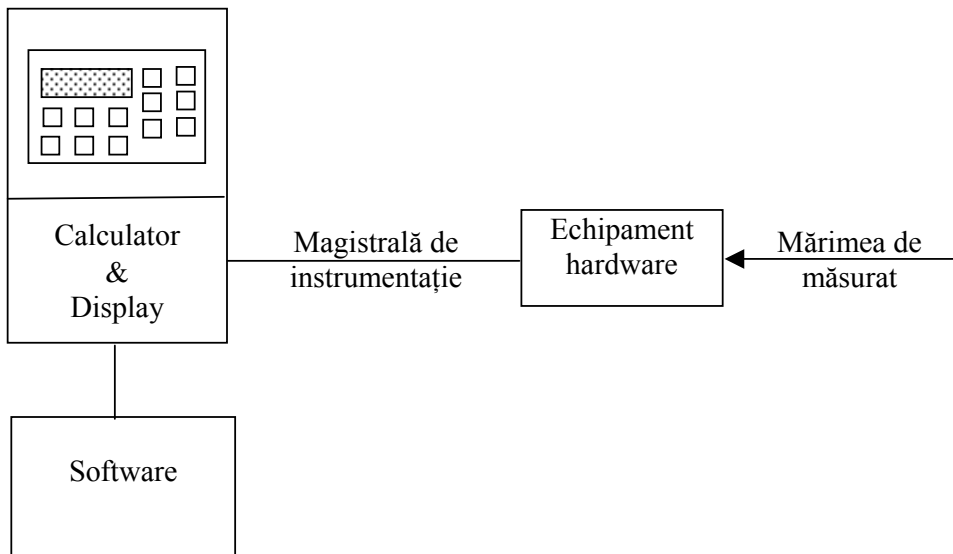 Calculator
&
Display
Magistrală de
instrumentație
Echipament
hardware
Mărimea de
măsurat
Software